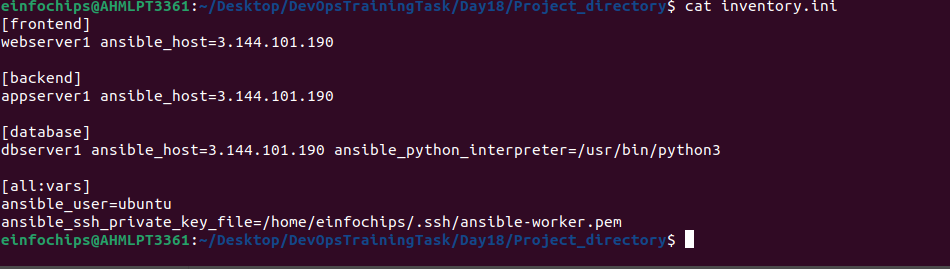 einfochips@AHMLPT3361:~/Desktop/DevOpsTrainingTask/Day18/Project_directory$ cat inventory.ini
[frontend]
webserver1 ansible_host=3.144.101.190
[backend]
appserver1 ansible_host=3.144.101.190
[database]
dbserver1 ansible_host=3.144.101.190 ansible_python_interpreter=/usr/bin/python3
[all:vars]
ansible_user=ubuntu
ansible_ssh_private_key_file=/home/einfochips/.ssh/ansible-worker.pem
einfochips@AHMLPT3361:~/Desktop/DevOpsTrainingTask/Day18/Project_directory$